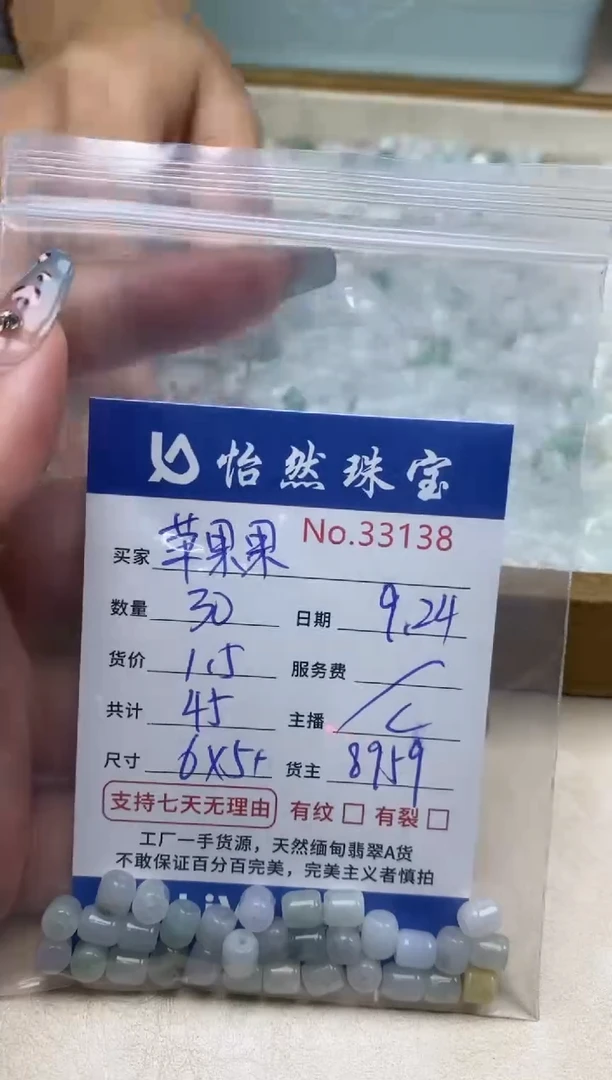 怡然珠宝
No.33138
买家 苹果果
数量 30 日期 9.24
货价 1.5 服务费 /
共计 45 主播 C
尺寸 6X5+ 货主 8959
支持七天无理由 有纹 □ 有裂 □
工厂一手货源，天然缅甸翡翠A货
不敢保证百分百完美，完美主义者慎拍